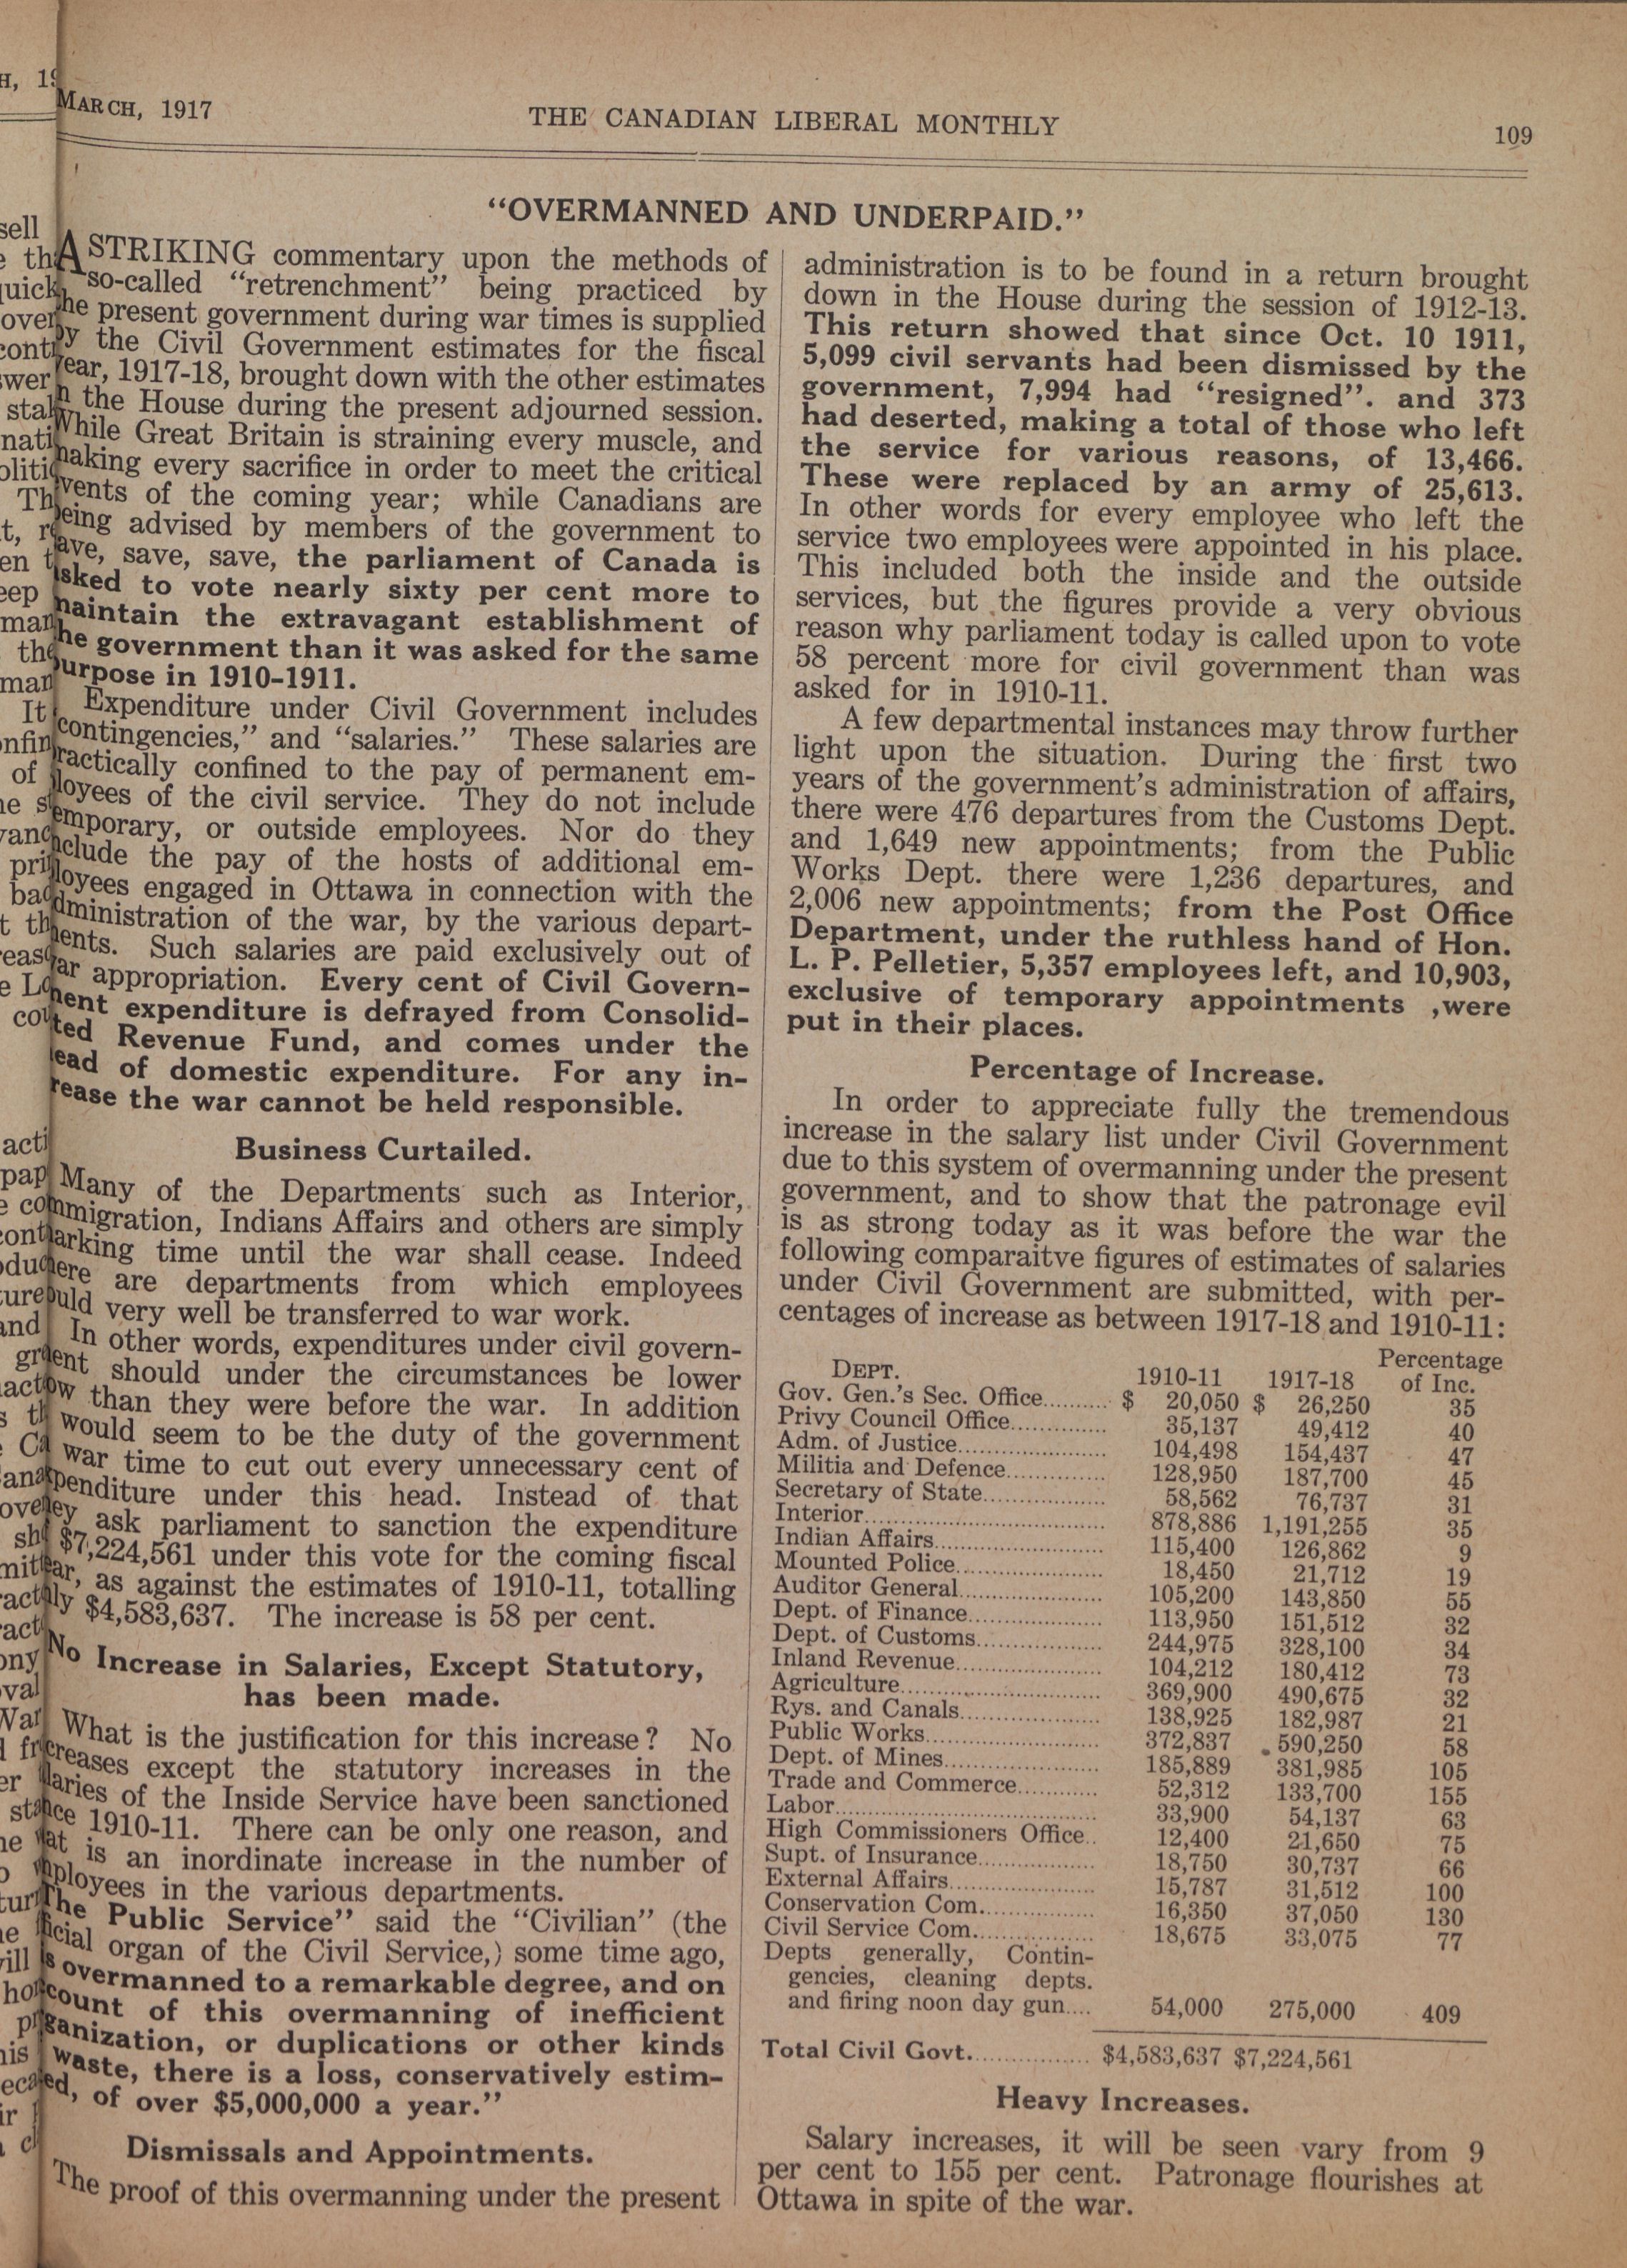 MARCH, 1917
THE CANADIAN LIBERAL MONTHLY
109
“OVERMANNED AND UNDERPAID.”
A STRIKING commentary upon the methods of
so-called “retrenchment” being practiced by
he present government during war times is supplied
by the Civil Government estimates for the fiscal
year, 1917-18, brought down with the other estimates
n the House during the present adjourned session.
While Great Britain is straining every muscle, and
making every sacrifice in order to meet the critical
vents of the coming year; while Canadians are
being advised by members of the government to
ave, save, save, the parliament of Canada is
asked to vote nearly sixty per cent more to
maintain the extravagant establishment of
he government than it was asked for the same
urpose in 1910-1911.
Expenditure under Civil Government includes
contingencies,” and “salaries.” These salaries are
ractically confined to the pay of permanent em-
loyees of the civil service. They do not include
emporary, or outside employees. Nor do they
nclude the pay of the hosts of additional em-
loyees engaged in Ottawa in connection with the
dministration of the war, by the various depart-
ents. Such salaries are paid exclusively out of
ar appropriation. Every cent of Civil Govern-
ent expenditure is defrayed from Consolid-
ted Revenue Fund, and comes under the
ead of domestic expenditure. For any in-
rease the war cannot be held responsible.
Business Curtailed.
Many of the Departments such as Interior,
mmigration, Indians Affairs and others are simply
arking time until the war shall cease. Indeed
here are departments from which employees
ould very well be transferred to war work.
In other words, expenditures under civil govern-
ent should under the circumstances be lower
ow than they were before the war. In addition
would seem to be the duty of the government
war time to cut out every unnecessary cent of
xpenditure under this head. Instead of that
ey ask parliament to sanction the expenditure
$7,224,561 under this vote for the coming fiscal
ar, as against the estimates of 1910-11, totalling
ly $4,583,637. The increase is 58 per cent.
No Increase in Salaries, Except Statutory,
has been made.
What is the justification for this increase? No
creases except the statutory increases in the
laries of the Inside Service have been sanctioned
nce 1910-11. There can be only one reason, and
at is an inordinate increase in the number of
mployees in the various departments.
“The Public Service” said the “Civilian” (the
ficial organ of the Civil Service,) some time ago,
is overmanned to a remarkable degree, and on
count of this overmanning of inefficient
ganization, or duplications or other kinds
waste, there is a loss, conservatively estim-
ed, of over $5,000,000 a year.”
Dismissals and Appointments.
The proof of this overmanning under the present
administration is to be found in a return brought
down in the House during the session of 1912-13.
This return showed that since Oct. 10 1911,
5,099 civil servants had been dismissed by the
government, 7,994 had “resigned”. and 373
had deserted, making a total of those who left
the service for various reasons, of 13,466.
These were replaced by an army of 25,613.
In other words for every employee who left the
service two employees were appointed in his place.
This included both the inside and the outside
services, but the figures provide a very obvious
reason why parliament today is called upon to vote
58 percent more for civil government than was
asked for in 1910-11.
A few departmental instances may throw further
light upon the situation. During the first two
years of the government’s administration of affairs,
there were 476 departures from the Customs Dept.
and 1,649 new appointments; from the Public
Works Dept. there were 1,236 departures, and
2,006 new appointments; from the Post Office
Department, under the ruthless hand of Hon.
L. P. Pelletier, 5,357 employees left, and 10,903,
exclusive of temporary appointments ,were
put in their places.
Percentage of Increase.
In order to appreciate fully the tremendous
increase in the salary list under Civil Government
due to this system of overmanning under the present
government, and to show that the patronage evil
is as strong today as it was before the war the
following comparaitve figures of estimates of salaries
under Civil Government are submitted, with per-
centages of increase as between 1917-18 and 1910-11:
DEPT. 1910-11 1917-18 Percentage of Inc.
Gov. Gen.’s Sec. Office.......... $ 20,050 $ 26,250 35
Privy Council Office.............. 35,137 49,412 40
Adm. of Justice...................... 104,498 154,437 47
Militia and Defence............... 128,950 187,700 45
Secretary of State.................. 58,562 76,737 31
Interior.................................... 878,886 1,191,255 35
Indian Affairs......................... 115,400 126,862 9
Mounted Police...................... 18,450 21,712 19
Auditor General..................... 105,200 143,850 55
Dept. of Finance.................... 113,950 151,512 32
Dept. of Customs................... 244,975 328,100 34
Inland Revenue...................... 104,212 180,412 73
Agriculture.............................. 369,900 490,675 32
Rys. and Canals..................... 138,925 182,987 21
Public Works.......................... 372,837 590,250 58
Dept. of Mines....................... 185,889 381,985 105
Trade and Commerce............ 52,312 133,700 155
Labor....................................... 33,900 54,137 63
High Commissioners Office.. 12,400 21,650 75
Supt. of Insurance.................. 18,750 30,737 66
External Affairs...................... 15,787 31,512 100
Conservation Com................. 16,350 37,050 130
Civil Service Com.................. 18,675 33,075 77
Depts generally, Contin-
gencies, cleaning depts.
and firing noon day gun.... 54,000 275,000 409
Total Civil Govt................. $4,583,637 $7,224,561
Heavy Increases.
Salary increases, it will be seen vary from 9
per cent to 155 per cent. Patronage flourishes at
Ottawa in spite of the war.